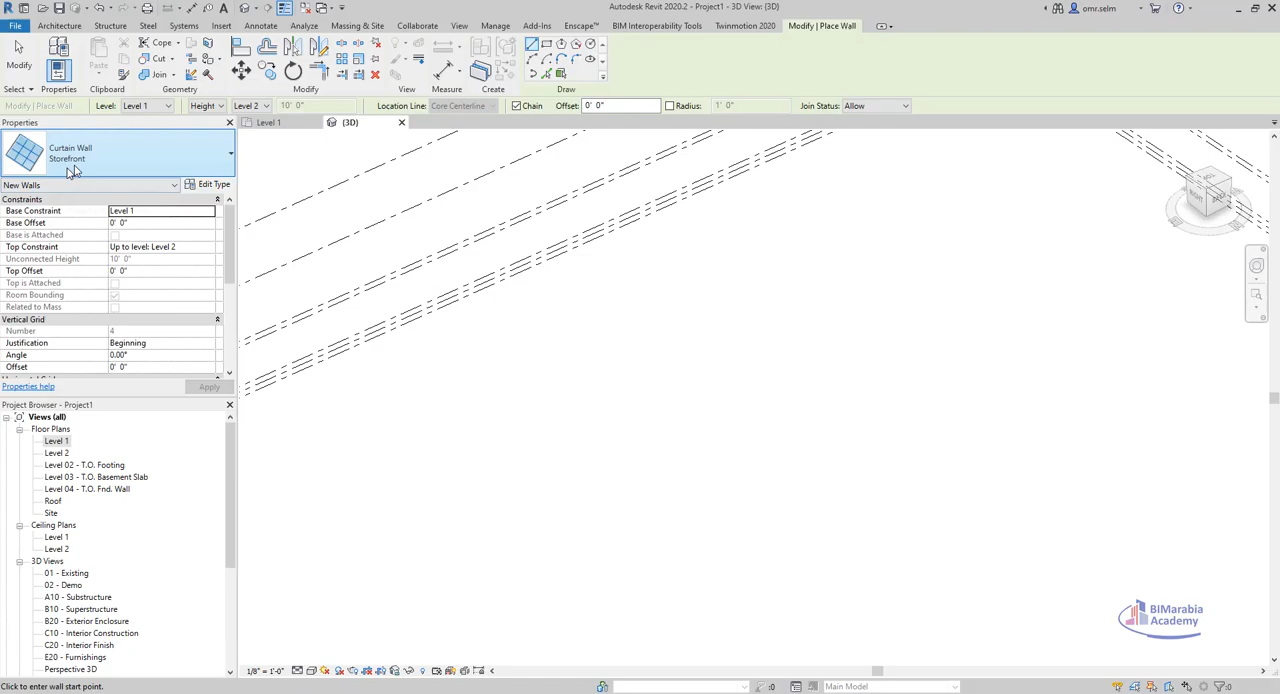 Autodesk Revit 2020.2 - Project1 - 3D View: {3D}
omr.selm
File Architecture Structure Steel Systems Insert Annotate Analyze Massing & Site Collaborate View Manage Add-Ins Enscape™ BIM Interoperability Tools Twinmotion 2020 Modify | Place Wall
Modify
Paste
Cope
Cut
Join
Select Properties Clipboard Geometry Modify View Measure Create Draw
Modify | Place Wall Level: Level 1 Height Level 2 10' 0" Location Line: Core Centerline Chain Offset: 0' 0" Radius: 1' 0" Join Status: Allow
Properties
Level 1
{3D}
Curtain Wall
Storefront
New Walls Edit Type
Constraints
Base Constraint Level 1
Base Offset 0' 0"
Base is Attached
Top Constraint Up to level: Level 2
Unconnected Height 10' 0"
Top Offset 0' 0"
Top is Attached
Room Bounding
Related to Mass
Vertical Grid
Number 4
Justification Beginning
Angle 0.00°
Offset 0' 0"
Properties help Apply
Project Browser - Project1
Views (all)
Floor Plans
Level 1
Level 2
Level 02 - T.O. Footing
Level 03 - T.O. Basement Slab
Level 04 - T.O. Fnd. Wall
Roof
Site
Ceiling Plans
Level 1
Level 2
3D Views
01 - Existing
02 - Demo
A10 - Substructure
B10 - Superstructure
B20 - Exterior Enclosure
C10 - Interior Construction
C20 - Interior Finish
E20 - Furnishings
Perspective 3D
BIMarabia
Academy
1/8" = 1'-0"
Click to enter wall start point. :0 Main Model :0